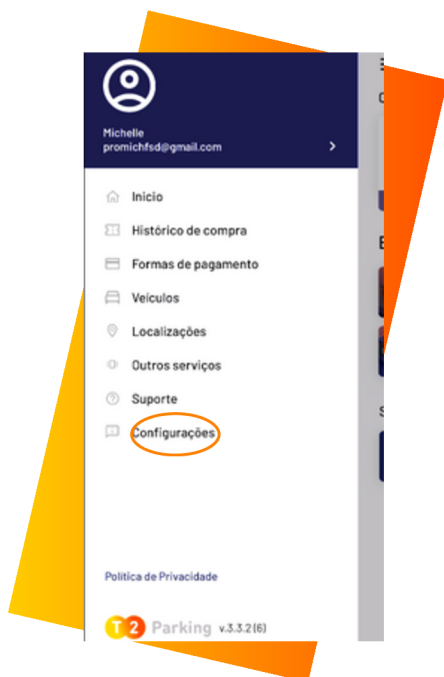 Michelle
promichfsd@gmail.com
Inicio
Histórico de compra
Formas de pagamento
Veículos
Localizações
Outros serviços
Suporte
Configurações
Política de Privacidade
T2 Parking v.3.3.2 (6)